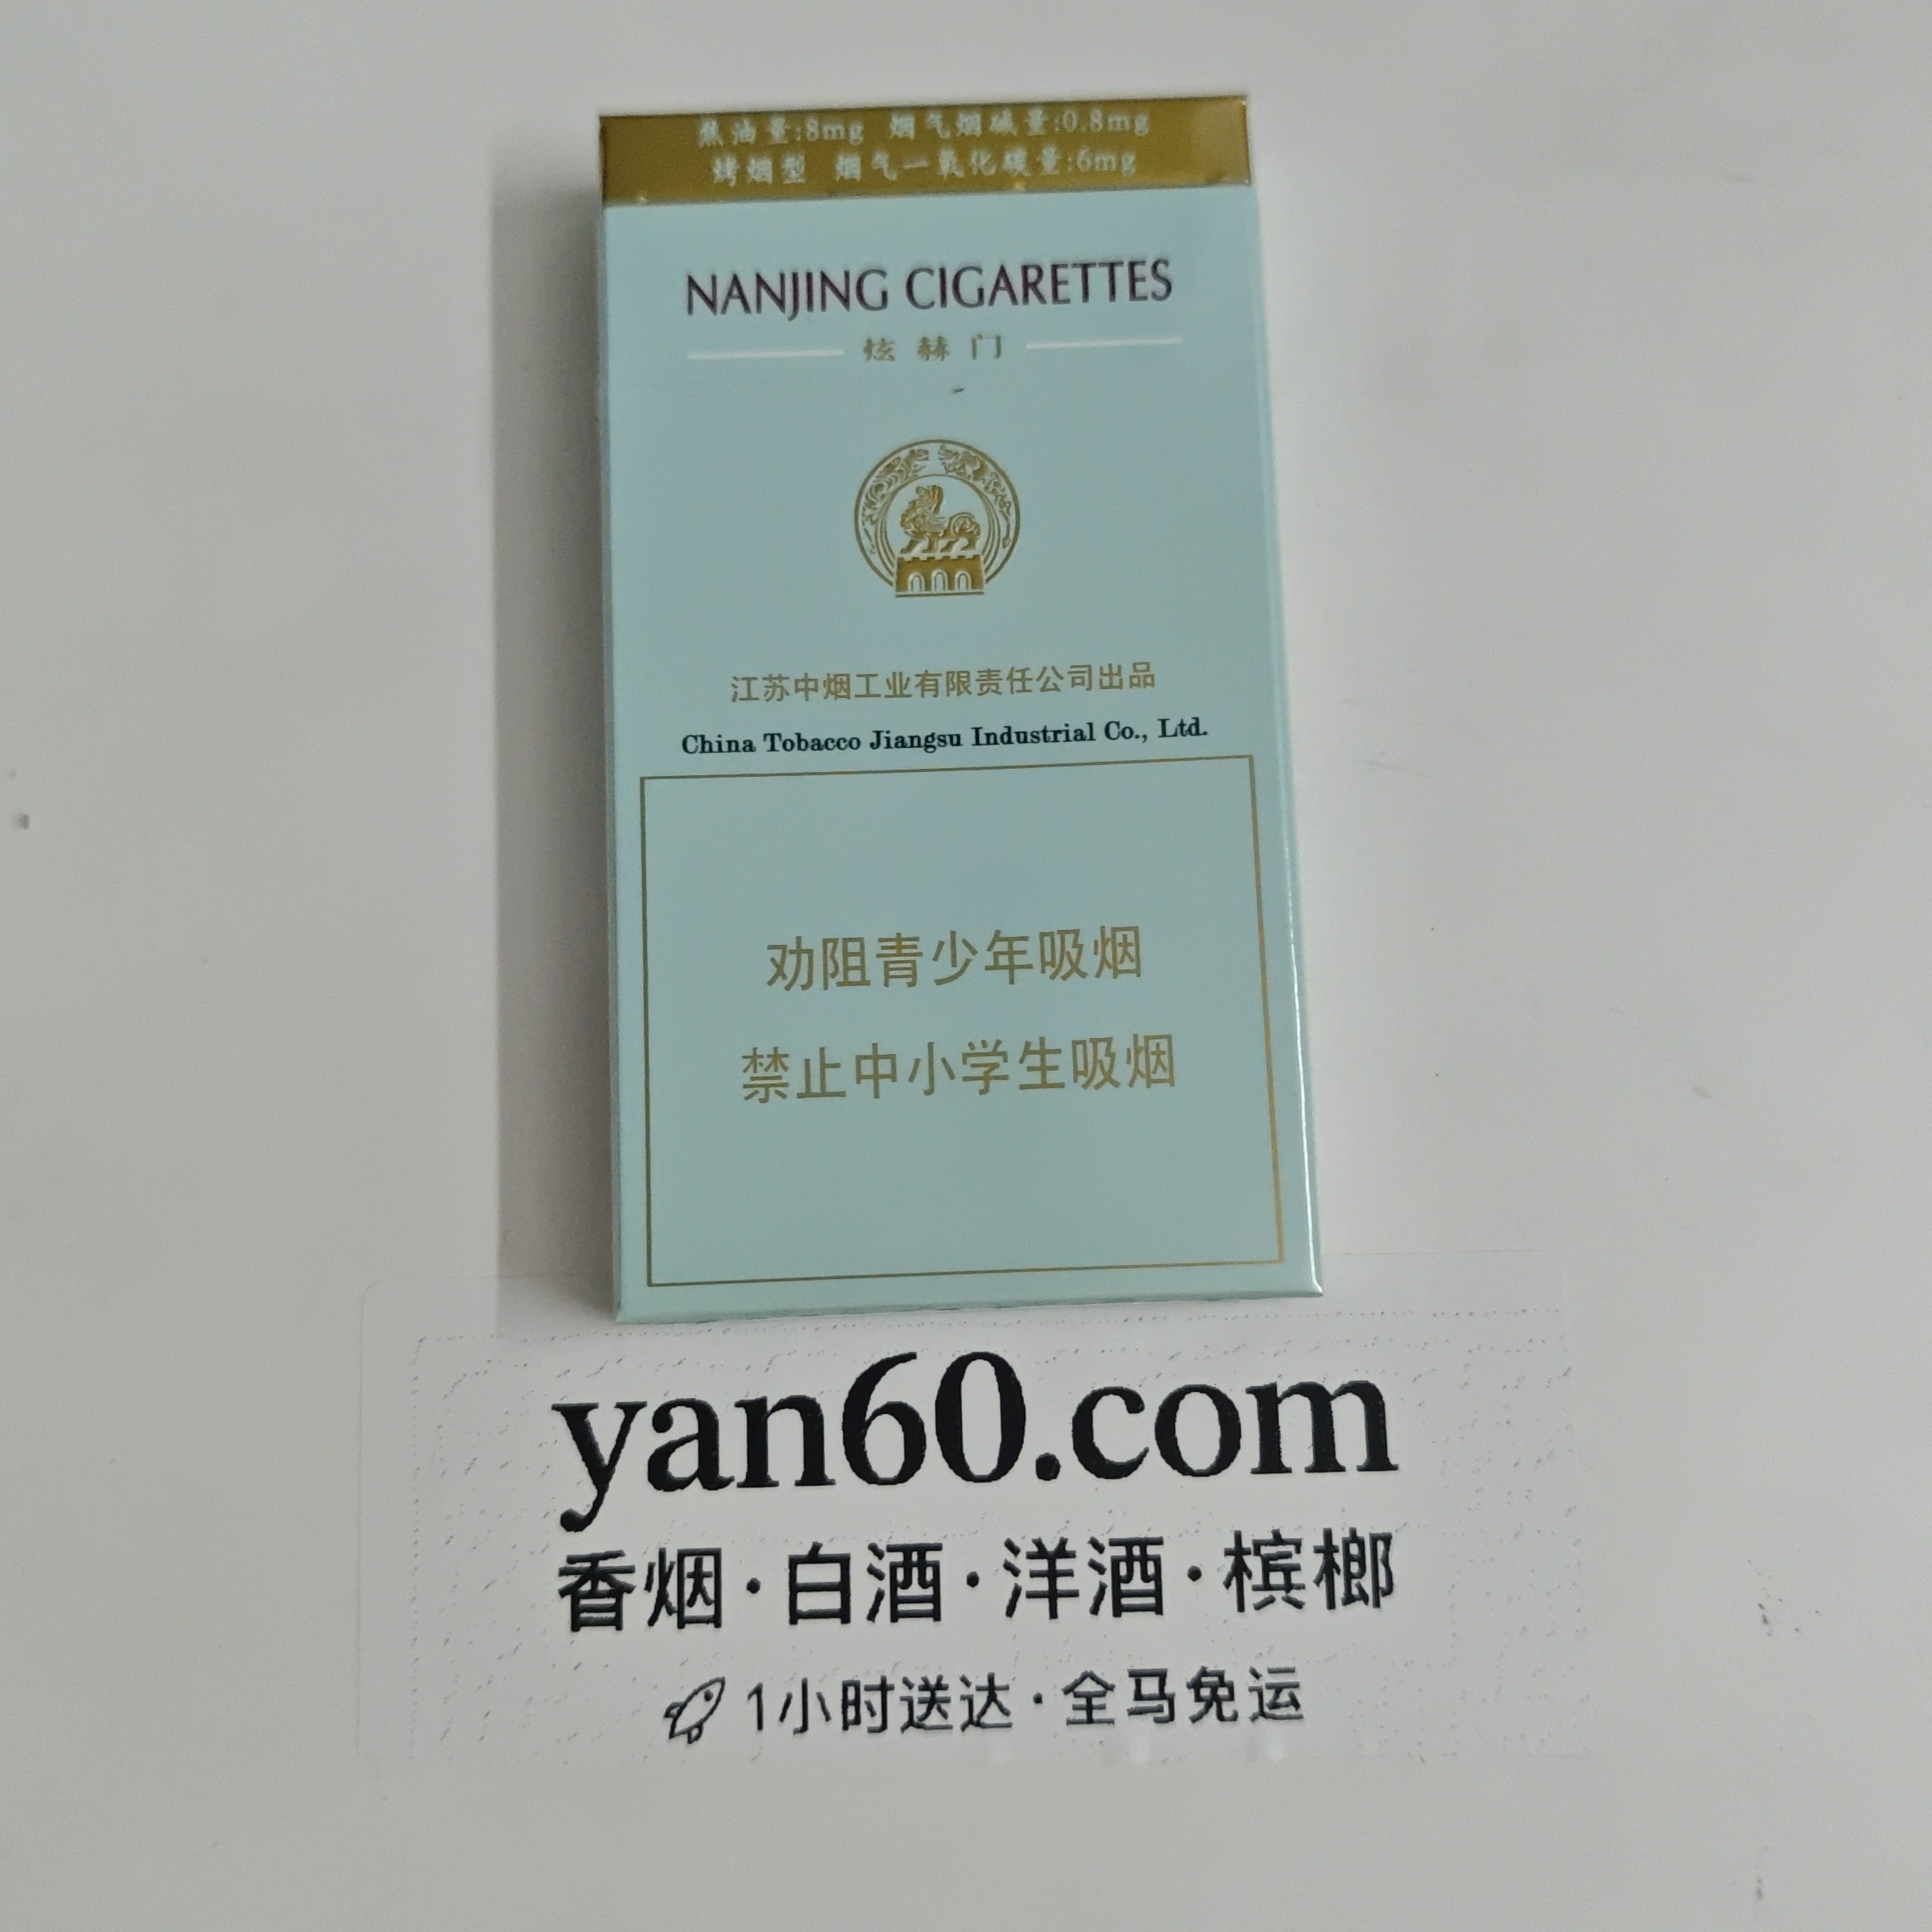 焦油量:8mg 烟气烟碱量:0.8mg
烤烟型 烟气一氧化碳量:6mg
NANJING CIGARETTES
炫赫门
江苏中烟工业有限责任公司出品
China Tobacco Jiangsu Industrial Co., Ltd.
劝阻青少年吸烟
禁止中小学生吸烟
yan60.com
香烟·白酒·洋酒·槟榔
1小时送达·全马免运